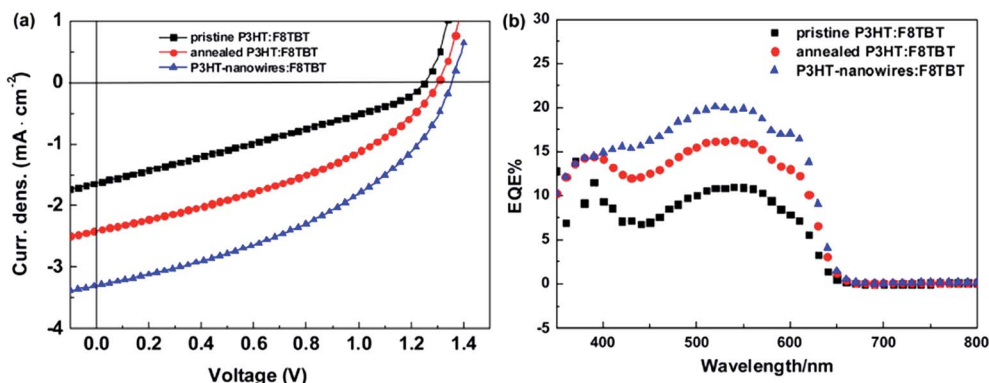 (a)
1
0
-1
-2
-3
-4
Curr. dens. (mA · cm⁻²)
pristine P3HT:F8TBT
annealed P3HT:F8TBT
P3HT-nanowires:F8TBT
0.0 0.2 0.4 0.6 0.8 1.0 1.2 1.4
Voltage (V)
(b)
30
25
20
15
10
5
0
-5
EQE%
pristine P3HT:F8TBT
annealed P3HT:F8TBT
P3HT-nanowires:F8TBT
400 500 600 700 800
Wavelength/nm